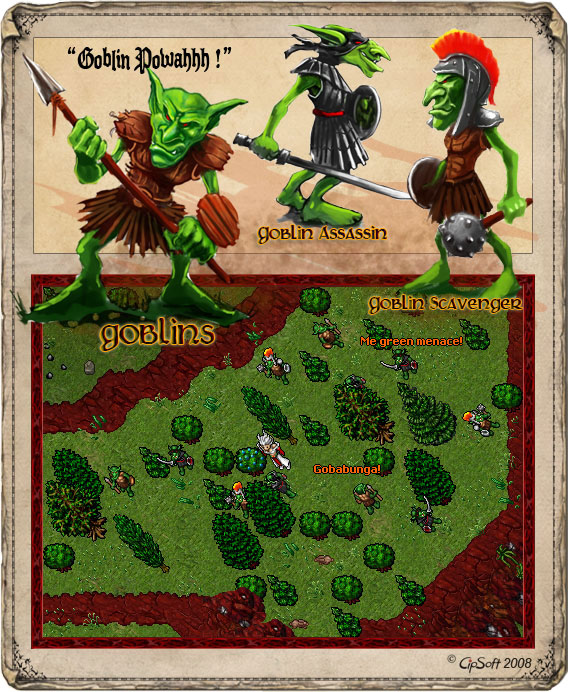 “Goblin Powahhh !”
Goblin Assassin
Goblin Scavenger
Goblins
Me green menace!
Gobabunga!
© CipSoft 2008